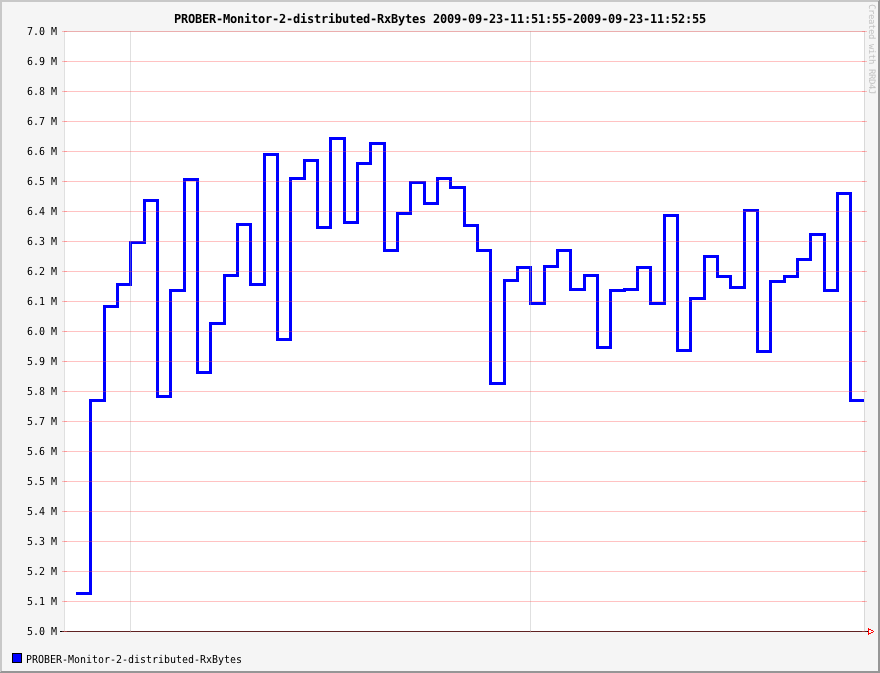 PROBER-Monitor-2-distributed-RxBytes 2009-09-23-11:51:55-2009-09-23-11:52:55
Created with RRD4J
7.0 M
6.9 M
6.8 M
6.7 M
6.6 M
6.5 M
6.4 M
6.3 M
6.2 M
6.1 M
6.0 M
5.9 M
5.8 M
5.7 M
5.6 M
5.5 M
5.4 M
5.3 M
5.2 M
5.1 M
5.0 M
PROBER-Monitor-2-distributed-RxBytes